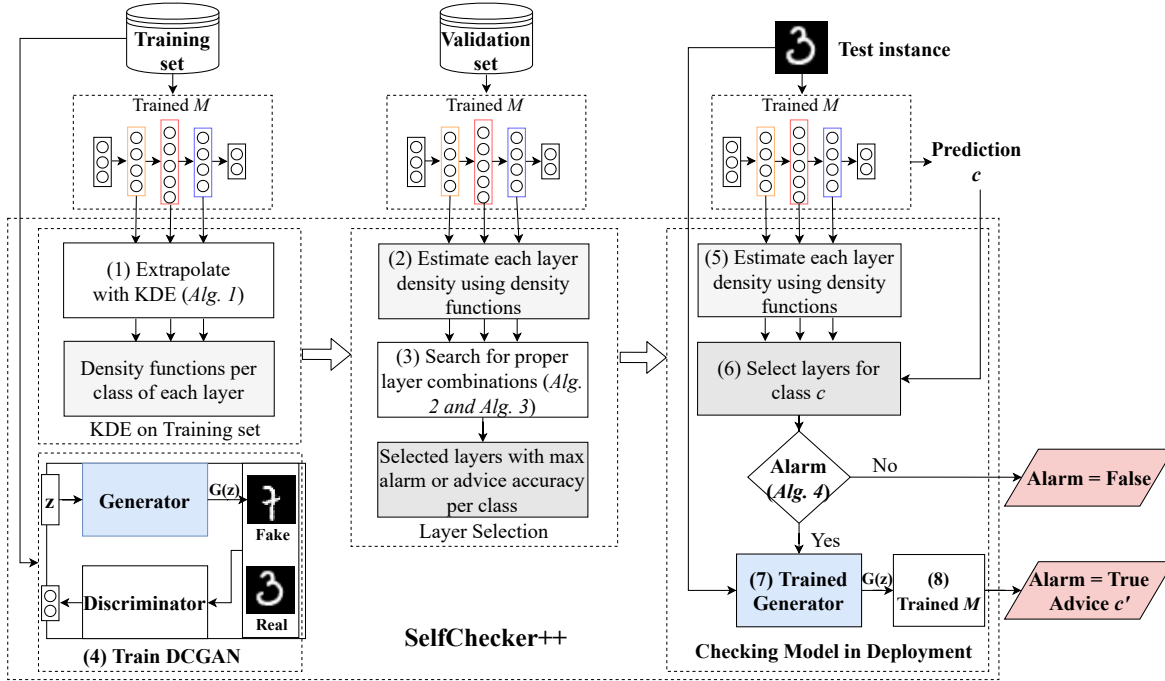 Training
set
Trained M
(1) Extrapolate
with KDE (Alg. 1)
Density functions per
class of each layer
KDE on Training set
z
Generator
G(z)
Fake
Discriminator
Real
(4) Train DCGAN
Validation
set
Trained M
(2) Estimate each layer
density using density
functions
(3) Search for proper
layer combinations (Alg.
2 and Alg. 3)
Selected layers with max
alarm or advice accuracy
per class
Layer Selection
SelfChecker++
3
Test instance
Trained M
Prediction
c
(5) Estimate each layer
density using density
functions
(6) Select layers for
class c
Alarm
(Alg. 4)
No
Alarm = False
Yes
(7) Trained
Generator
G(z)
(8)
Trained M
Alarm = True
Advice c′
Checking Model in Deployment
7
3